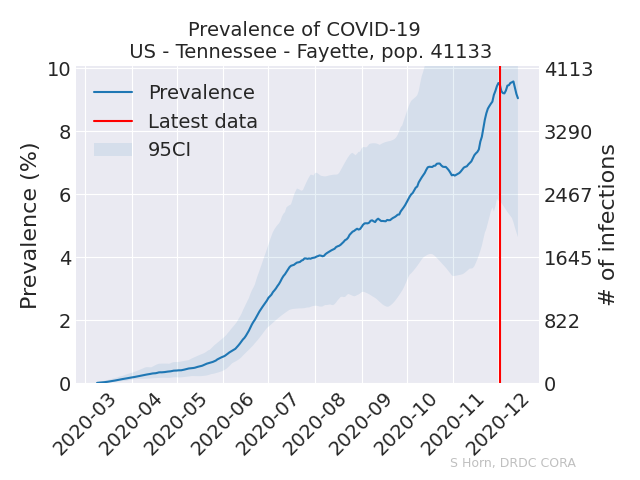 Prevalence of COVID-19
US - Tennessee - Fayette, pop. 41133
Prevalence (%)
10
8
6
4
2
0
Prevalence
Latest data
95CI
4113
3290
2467
1645
822
0
# of infections
2020-03
2020-04
2020-05
2020-06
2020-07
2020-08
2020-09
2020-10
2020-11
2020-12
S Horn, DRDC CORA